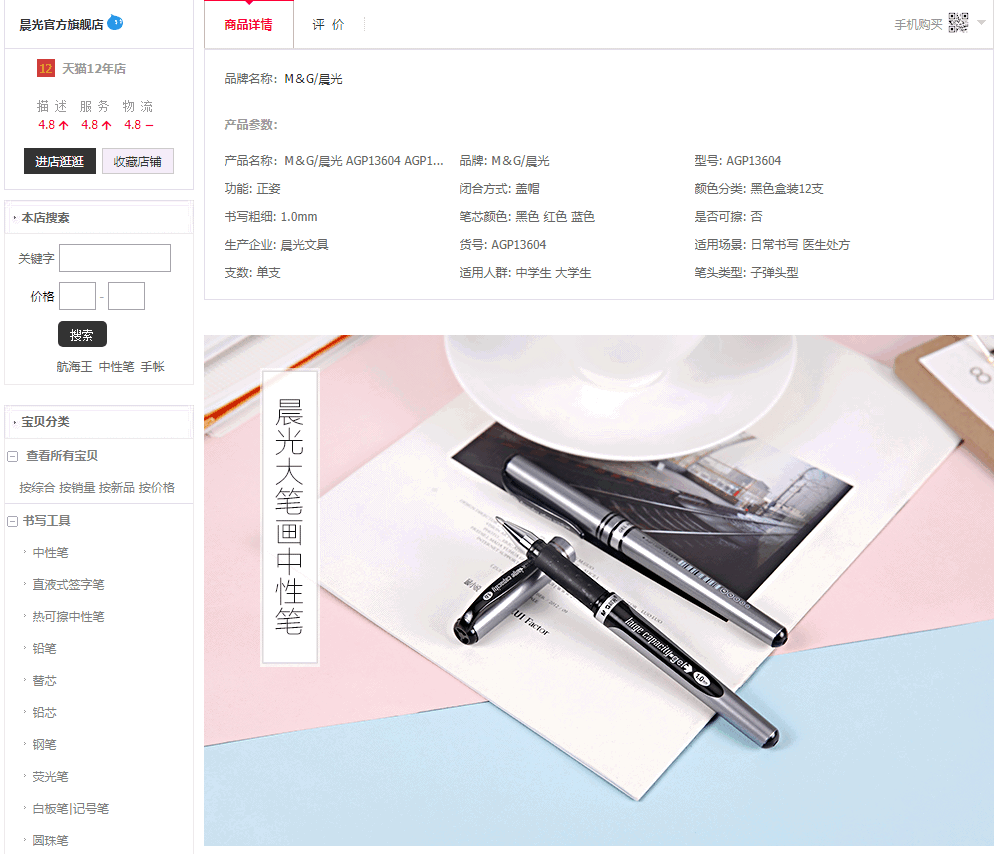 晨光官方旗舰店
12 天猫12年店
描 述 服 务 物 流
4.8 4.8 4.8
进店逛逛 收藏店铺
本店搜索
关键字
价格 -
搜索
航海王 中性笔 手帐
宝贝分类
查看所有宝贝
按综合 按销量 按新品 按价格
书写工具
中性笔
直液式签字笔
热可擦中性笔
铅笔
替芯
铅芯
钢笔
荧光笔
白板笔|记号笔
圆珠笔
商品详情 评 价 手机购买
品牌名称: M&G/晨光
产品参数:
产品名称: M&G/晨光 AGP13604 AGP1... 品牌: M&G/晨光 型号: AGP13604
功能: 正姿 闭合方式: 盖帽 颜色分类: 黑色盒装12支
书写粗细: 1.0mm 笔芯颜色: 黑色 红色 蓝色 是否可擦: 否
生产企业: 晨光文具 货号: AGP13604 适用场景: 日常书写 医生处方
支数: 单支 适用人群: 中学生 大学生 笔头类型: 子弹头型
晨光大笔画中性笔
large capacity gel
1.0